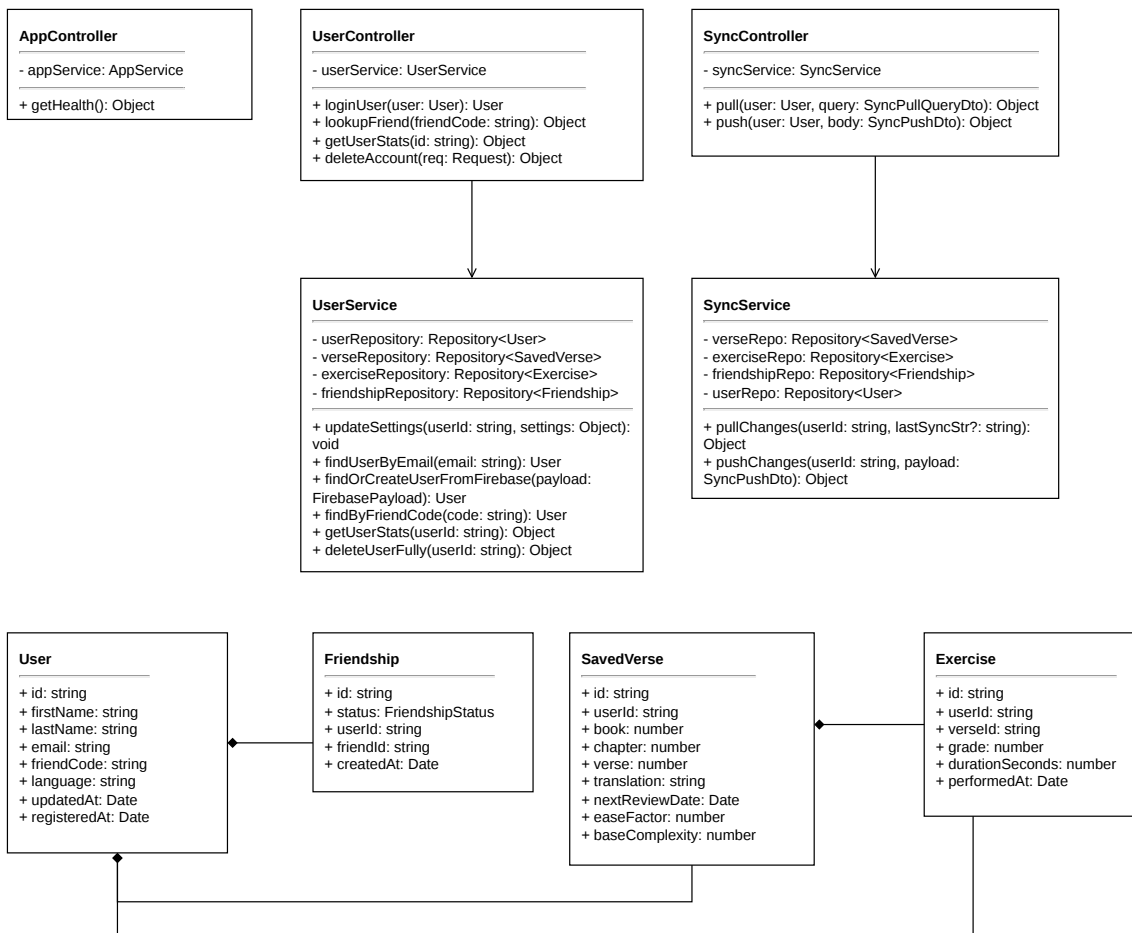 AppController
- appService: AppService
+ getHealth(): Object
UserController
- userService: UserService
+ loginUser(user: User): User
+ lookupFriend(friendCode: string): Object
+ getUserStats(id: string): Object
+ deleteAccount(req: Request): Object
SyncController
- syncService: SyncService
+ pull(user: User, query: SyncPullQueryDto): Object
+ push(user: User, body: SyncPushDto): Object
UserService
- userRepository: Repository<User>
- verseRepository: Repository<SavedVerse>
- exerciseRepository: Repository<Exercise>
- friendshipRepository: Repository<Friendship>
+ updateSettings(userId: string, settings: Object):
void
+ findUserByEmail(email: string): User
+ findOrCreateUserFromFirebase(payload:
FirebasePayload): User
+ findByFriendCode(code: string): User
+ getUserStats(userId: string): Object
+ deleteUserFully(userId: string): Object
SyncService
- verseRepo: Repository<SavedVerse>
- exerciseRepo: Repository<Exercise>
- friendshipRepo: Repository<Friendship>
- userRepo: Repository<User>
+ pullChanges(userId: string, lastSyncStr?: string):
Object
+ pushChanges(userId: string, payload:
SyncPushDto): Object
User
+ id: string
+ firstName: string
+ lastName: string
+ email: string
+ friendCode: string
+ language: string
+ updatedAt: Date
+ registeredAt: Date
Friendship
+ id: string
+ status: FriendshipStatus
+ userId: string
+ friendId: string
+ createdAt: Date
SavedVerse
+ id: string
+ userId: string
+ book: number
+ chapter: number
+ verse: number
+ translation: string
+ nextReviewDate: Date
+ easeFactor: number
+ baseComplexity: number
Exercise
+ id: string
+ userId: string
+ verseId: string
+ grade: number
+ durationSeconds: number
+ performedAt: Date